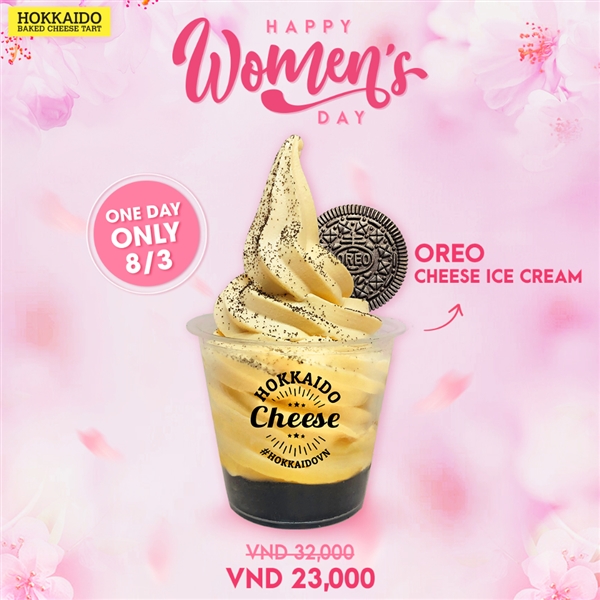 HOKKAIDO
BAKED CHEESE TART
HAPPY
Women's
DAY
ONE DAY
ONLY
8/3
OREO
OREO
CHEESE ICE CREAM
HOKKAIDO
Cheese
#HOKKAIDOVN
VND 32,000
VND 23,000